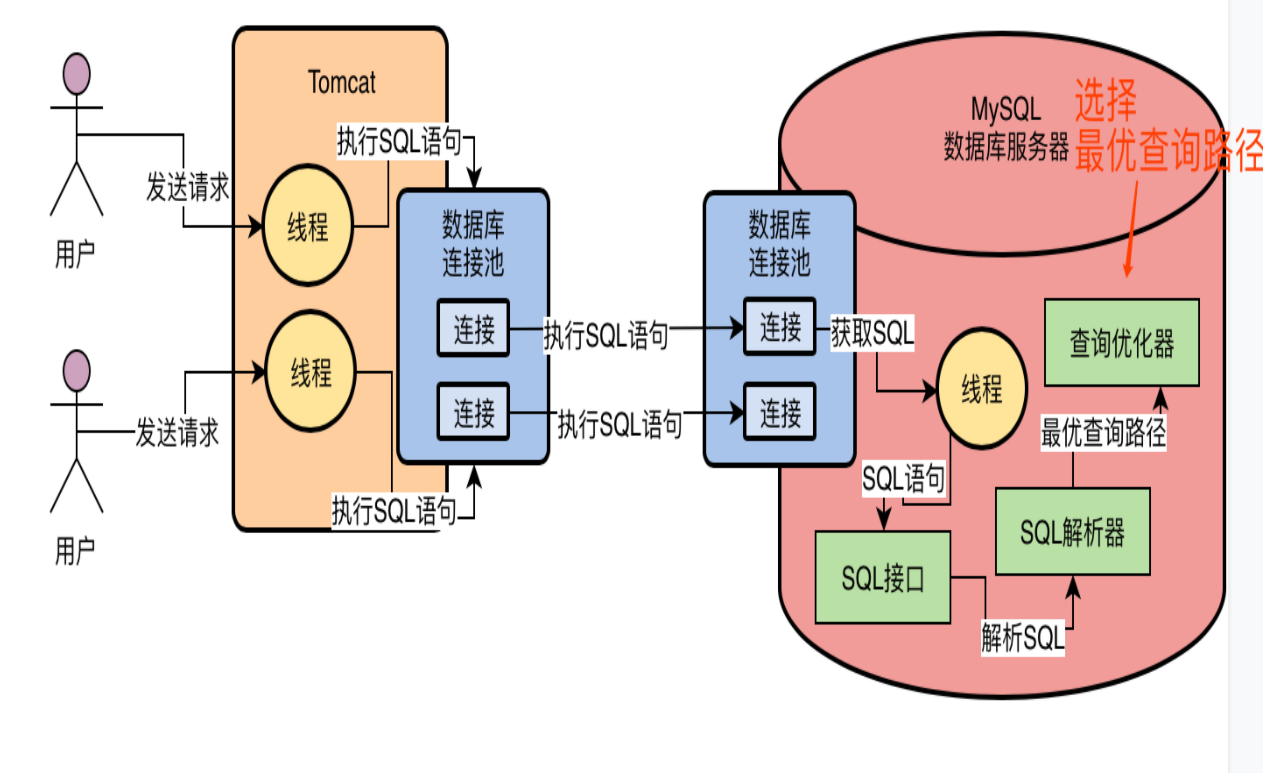 Tomcat
执行SQL语句
发送请求
线程
用户
数据库
连接池
连接
执行SQL语句
线程
连接
执行SQL语句
发送请求
执行SQL语句
用户
MySQL
数据库服务器
选择
最优查询路径
数据库
连接池
连接
获取SQL
连接
线程
查询优化器
最优查询路径
SQL语句
SQL解析器
SQL接口
解析SQL